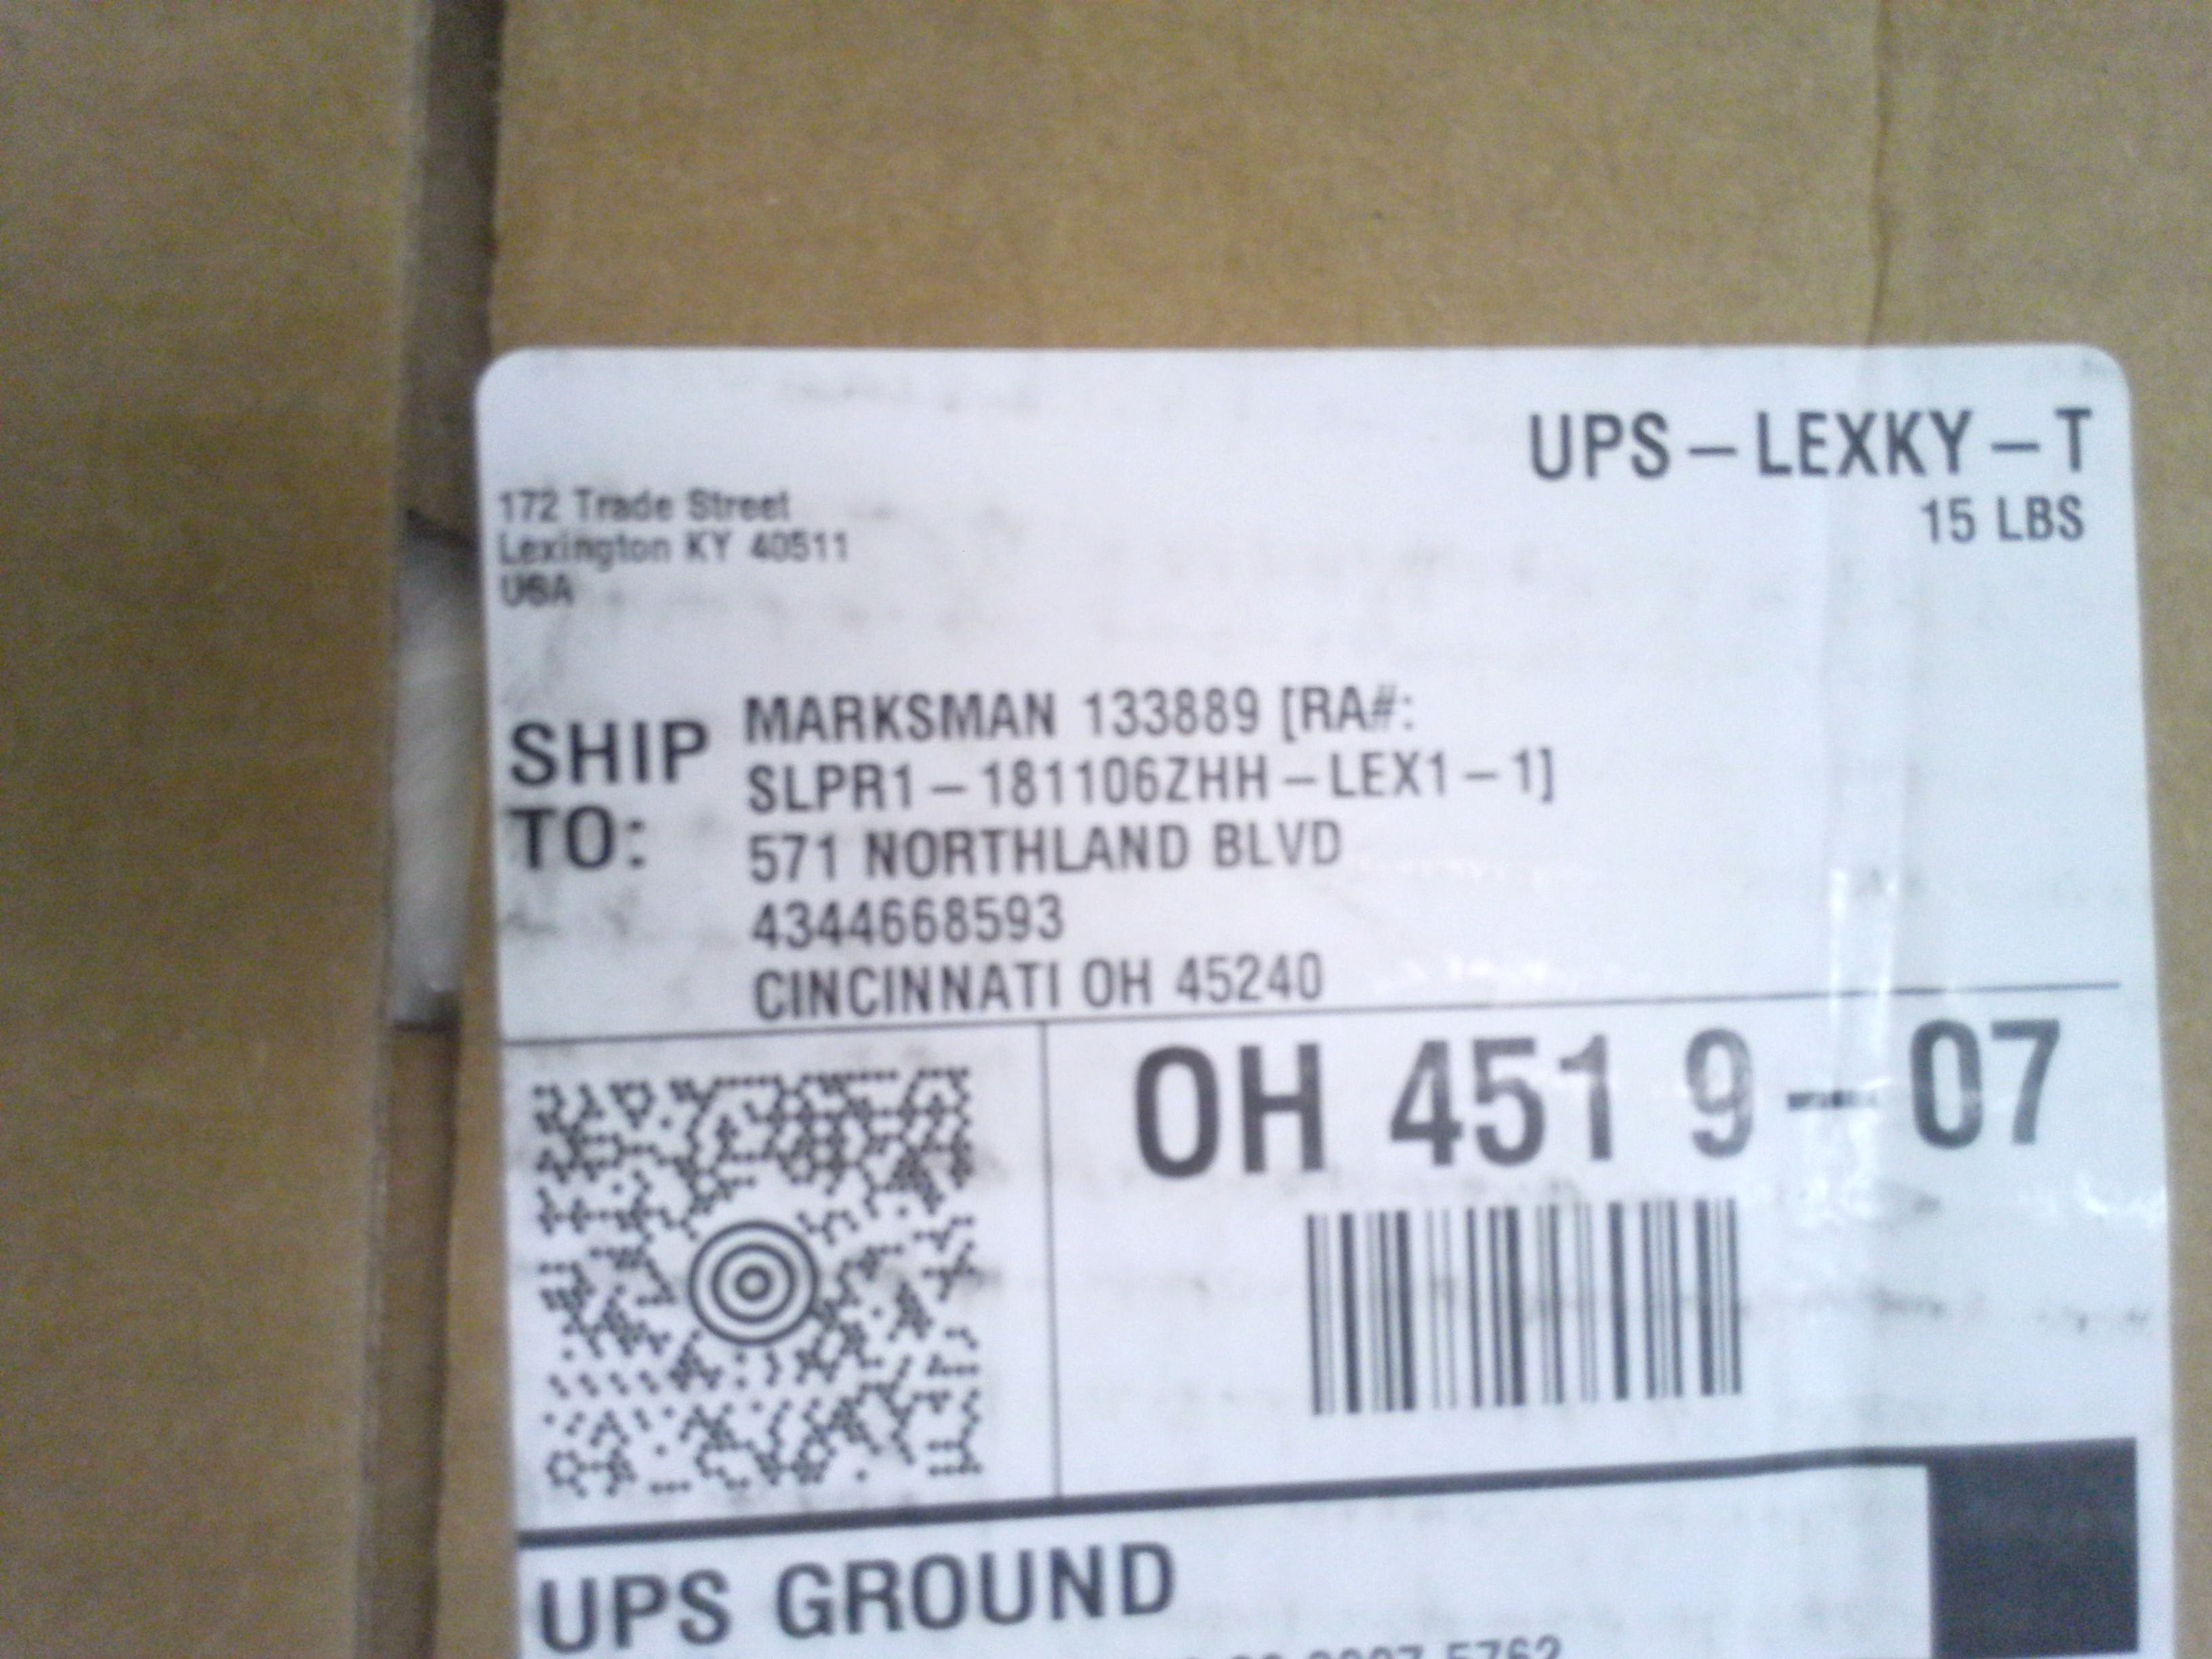 UPS – LEXKY – T
15 LBS
172 Trade Street
Lexington KY 40511
USA
SHIP TO:
MARKSMAN 133889 [RA#:
SLPR1 – 181106ZHH – LEX1 – 1]
571 NORTHLAND BLVD
4344668593
CINCINNATI OH 45240
OH 451 9 – 07
UPS GROUND
5762